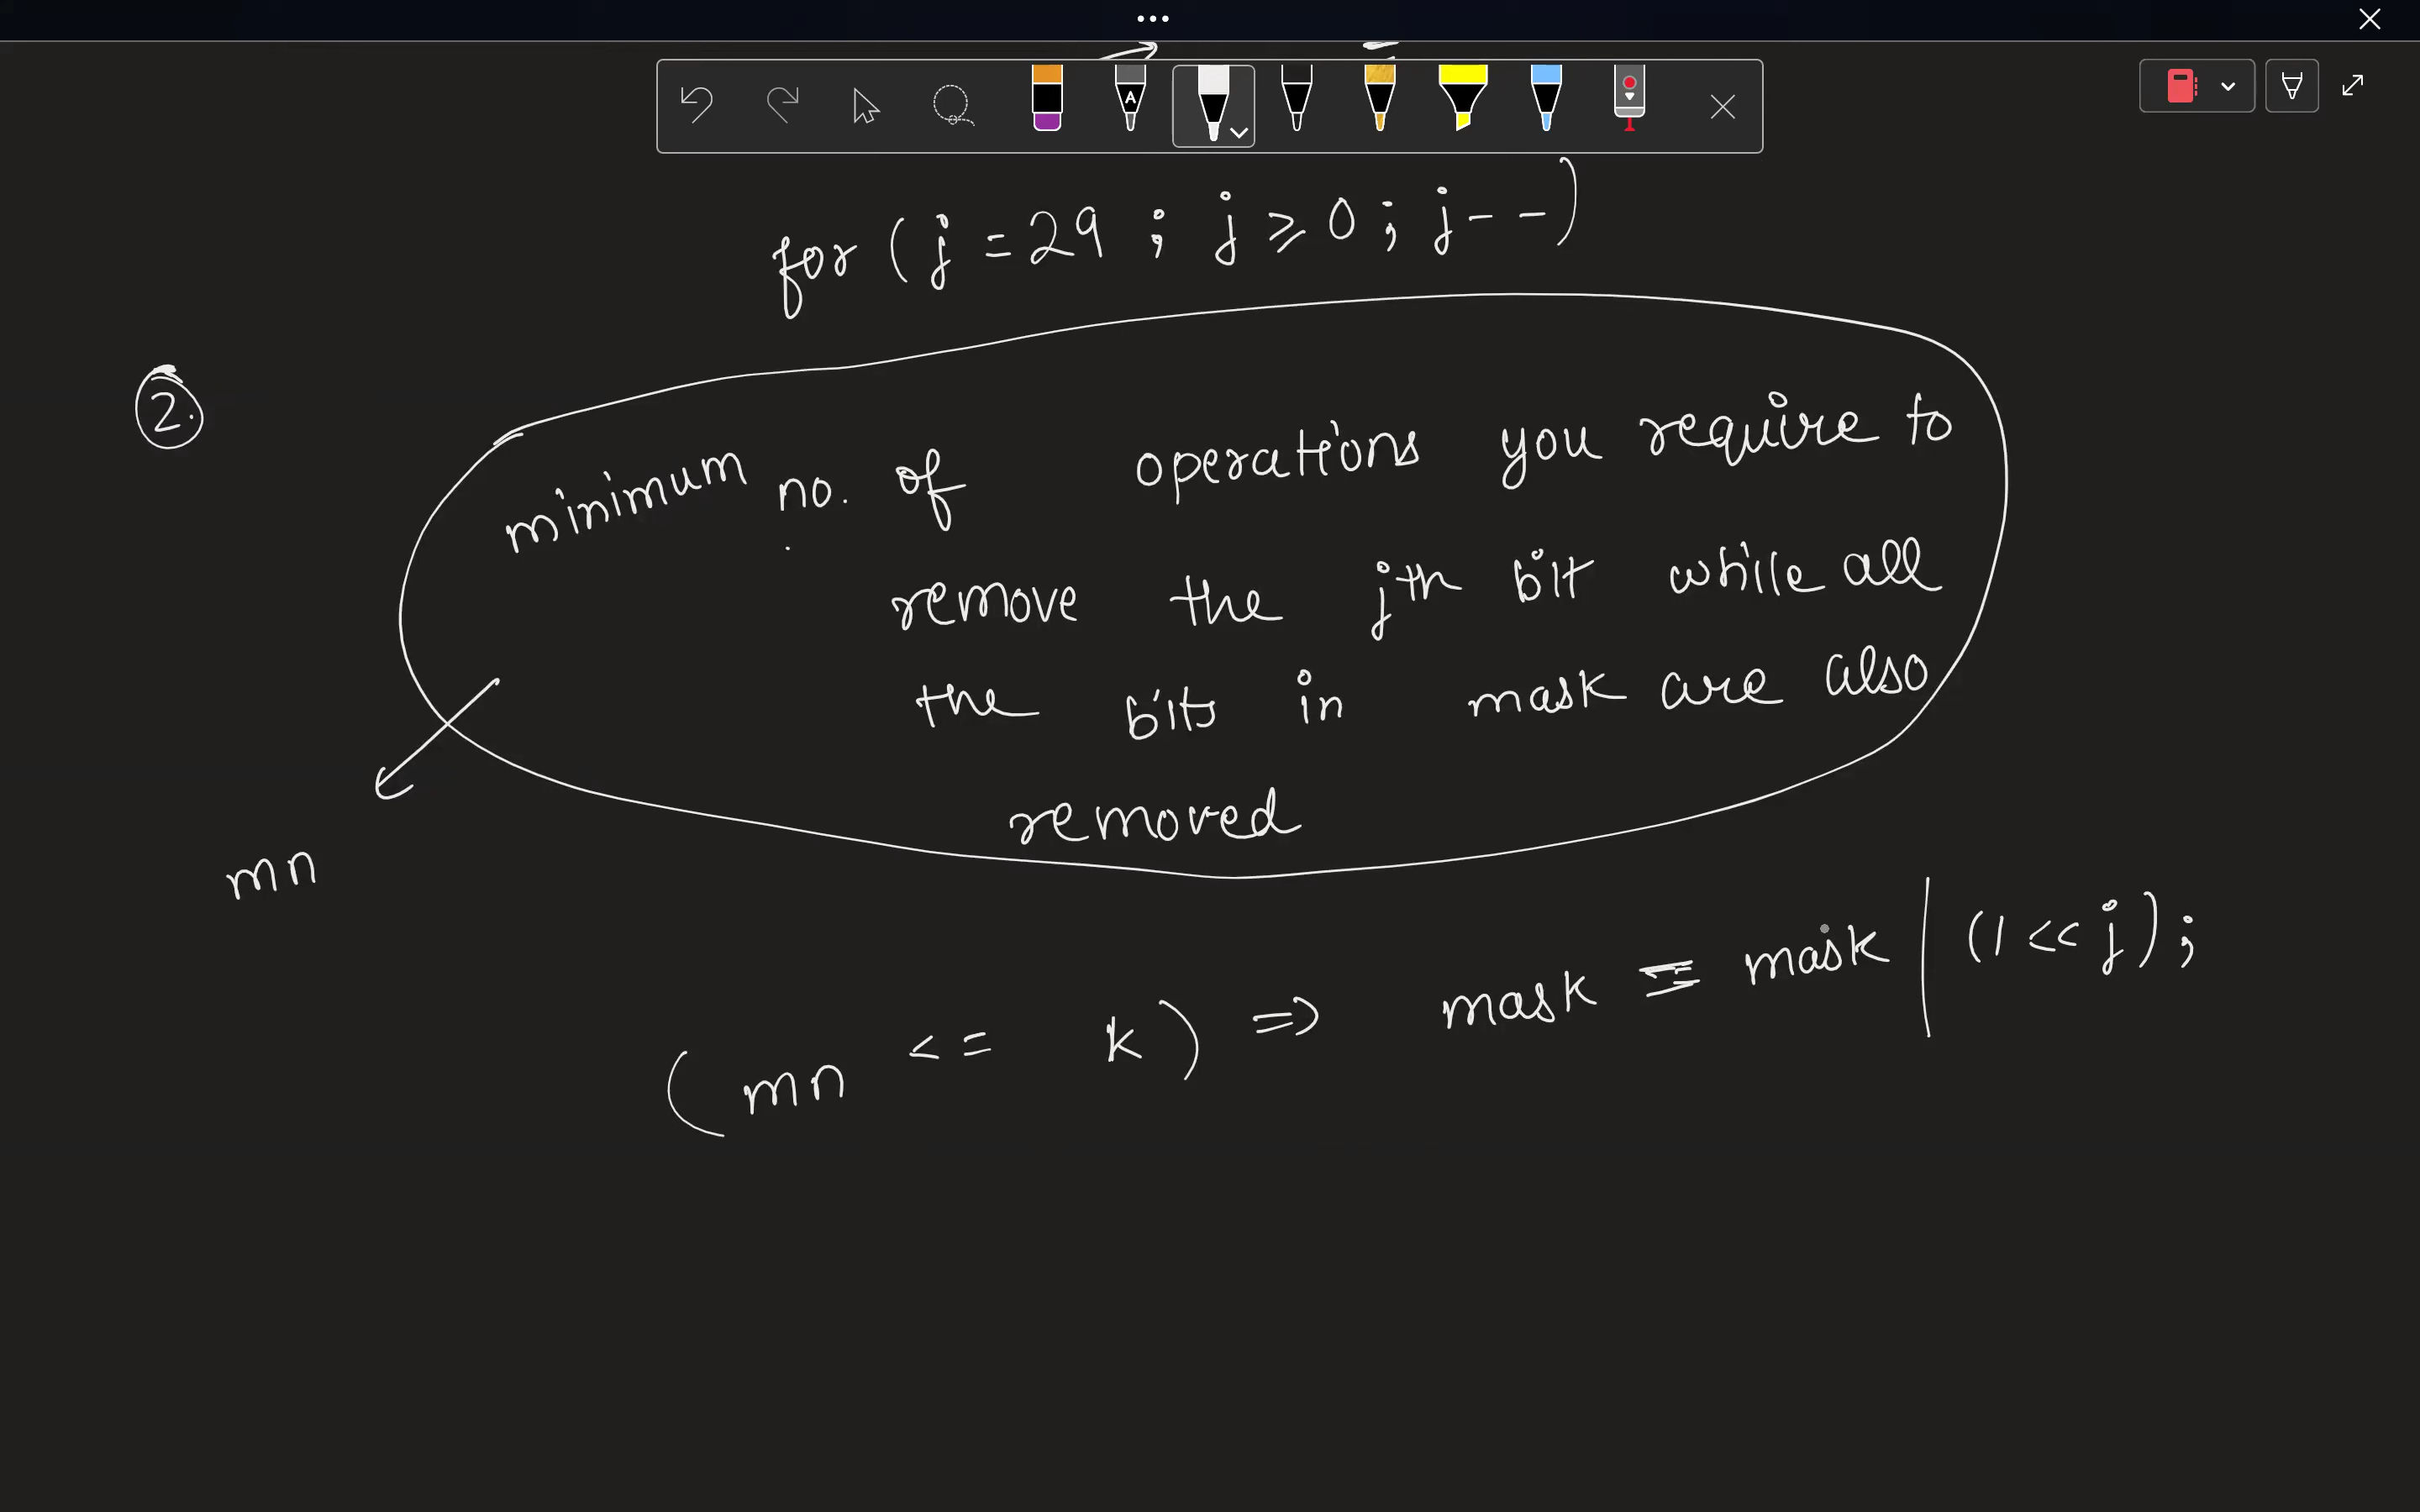 for (j = 29 ; j ≥ 0 ; j--)
2.
minimum no. of operations you require to
remove the jth bit while all
the bits in mask are also
removed
mn
(mn <= k) => mask = mask | (1 << j);